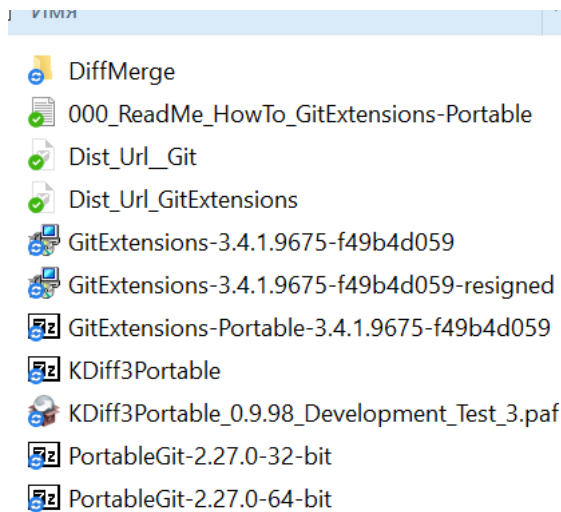 Имя
DiffMerge
000_ReadMe_HowTo_GitExtensions-Portable
Dist_Url__Git
Dist_Url_GitExtensions
GitExtensions-3.4.1.9675-f49b4d059
GitExtensions-3.4.1.9675-f49b4d059-resigned
GitExtensions-Portable-3.4.1.9675-f49b4d059
KDiff3Portable
KDiff3Portable_0.9.98_Development_Test_3.paf
PortableGit-2.27.0-32-bit
PortableGit-2.27.0-64-bit